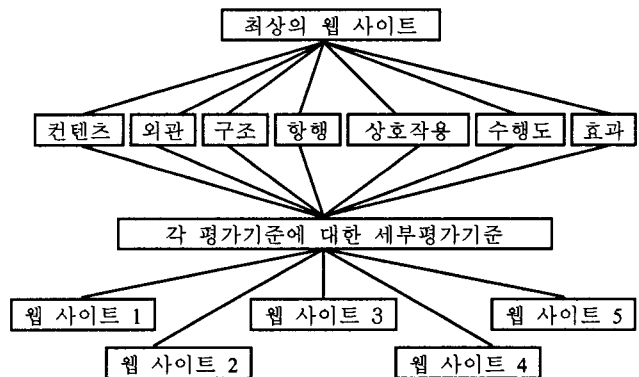 최상의 웹 사이트
컨텐츠 외관 구조 항행 상호작용 수행도 효과
각 평가기준에 대한 세부평가기준
웹 사이트 1 웹 사이트 3 웹 사이트 5
웹 사이트 2 웹 사이트 4